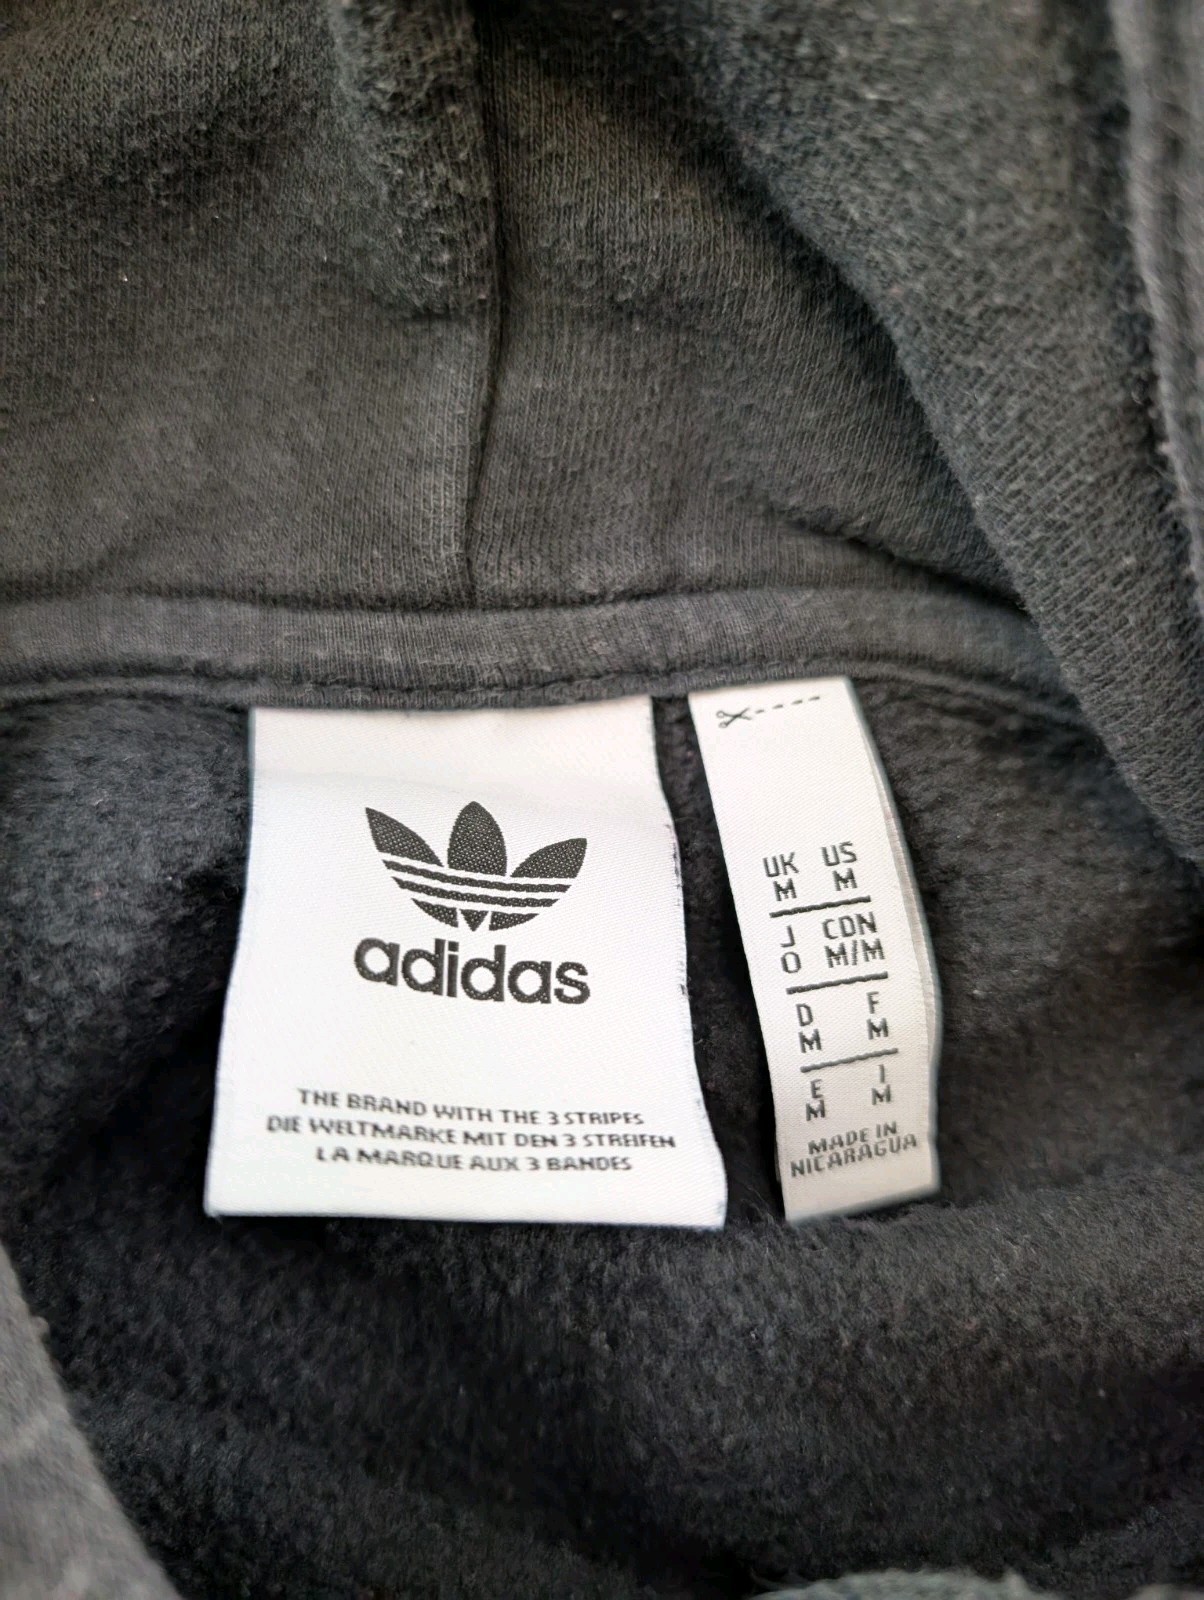 adidas
THE BRAND WITH THE 3 STRIPES
DIE WELTMARKE MIT DEN 3 STREIFEN
LA MARQUE AUX 3 BANDES
UK US
M M
J CDN
O M/M
D F
M M
E I
M M
MADE IN
NICARAGUA